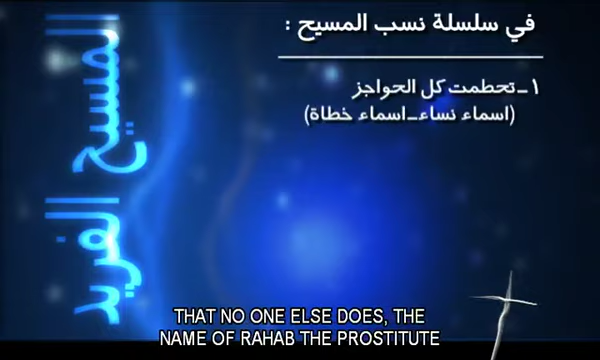 في سلسلة نسب المسيح :
١-تحطمت كل الحواجز
(اسماء نساء-اسماء خطاة)
المسيح الفريد
THAT NO ONE ELSE DOES, THE
NAME OF RAHAB THE PROSTITUTE